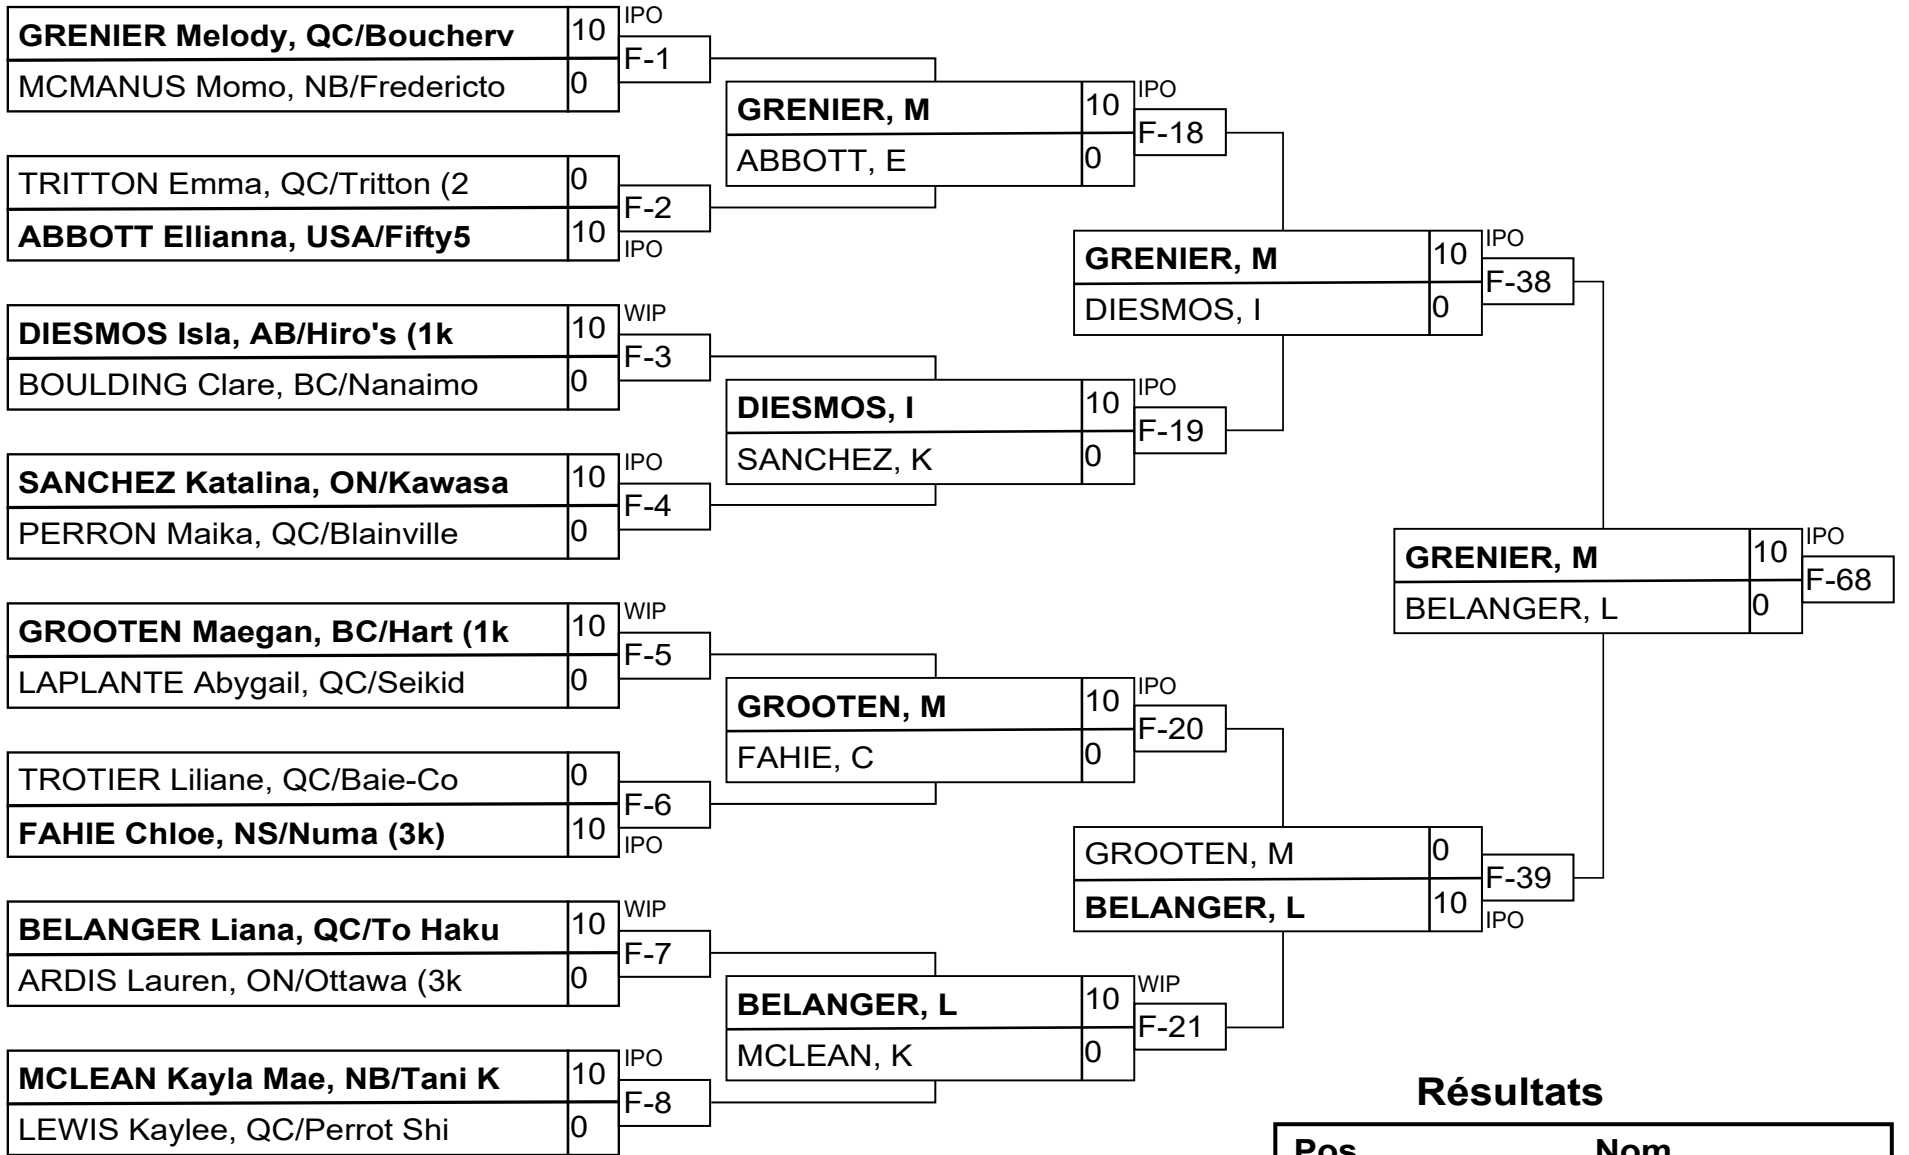 GRENIER Melody, QC/Boucherv 10 IPO
F-1
MCMANUS Momo, NB/Fredericto 0
TRITTON Emma, QC/Tritton (2 0
F-2
ABBOTT Ellianna, USA/Fifty5 10 IPO
DIESMOS Isla, AB/Hiro's (1k 10 WIP
F-3
BOULDING Clare, BC/Nanaimo 0
SANCHEZ Katalina, ON/Kawasa 10 IPO
F-4
PERRON Maika, QC/Blainville 0
GROOTEN Maegan, BC/Hart (1k 10 WIP
F-5
LAPLANTE Abygail, QC/Seikid 0
TROTIER Liliane, QC/Baie-Co 0
F-6
FAHIE Chloe, NS/Numa (3k) 10 IPO
BELANGER Liana, QC/To Haku 10 WIP
F-7
ARDIS Lauren, ON/Ottawa (3k 0
MCLEAN Kayla Mae, NB/Tani K 10 IPO
F-8
LEWIS Kaylee, QC/Perrot Shi 0
GRENIER, M 10 IPO
F-18
ABBOTT, E 0
DIESMOS, I 10 IPO
F-19
SANCHEZ, K 0
GROOTEN, M 10 IPO
F-20
FAHIE, C 0
BELANGER, L 10 WIP
F-21
MCLEAN, K 0
GRENIER, M 10 IPO
F-38
DIESMOS, I 0
GROOTEN, M 0
F-39
BELANGER, L 10 IPO
GRENIER, M 10 IPO
F-68
BELANGER, L 0
Résultats
Pos Nom